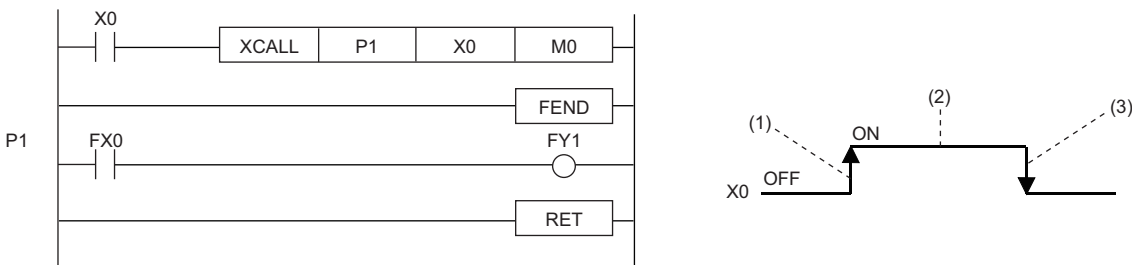 X0
XCALL P1 X0 M0
FEND
P1
FX0 FY1
RET
(1) (2) (3)
ON
OFF
X0